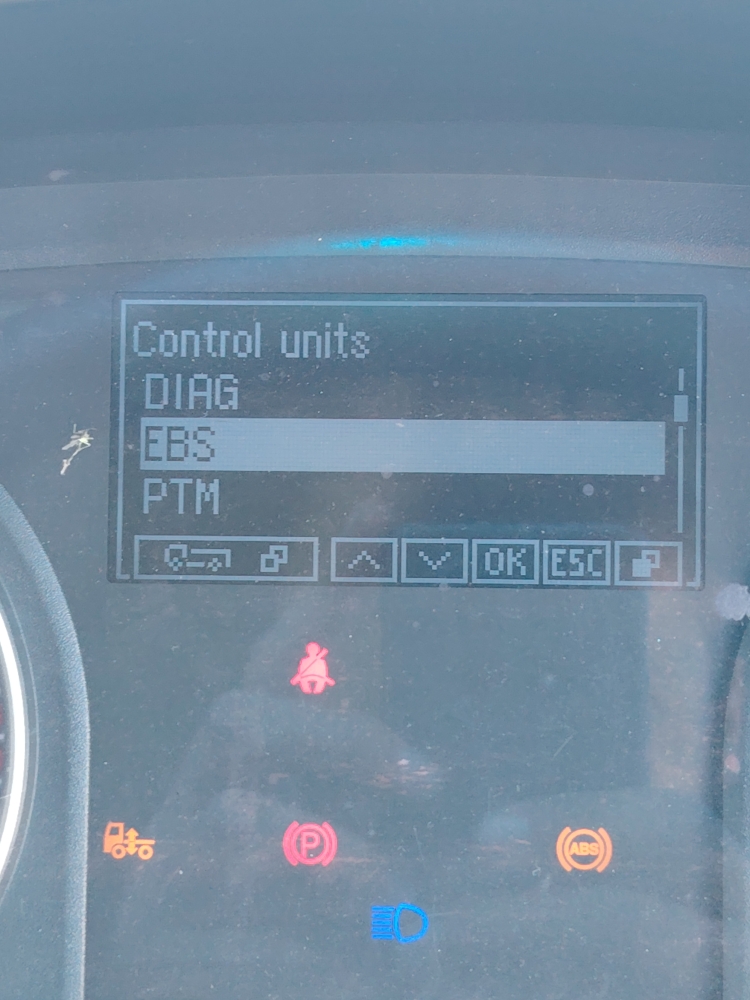 Control units
DIAG
EBS
PTM
OK ESC
P
ABS